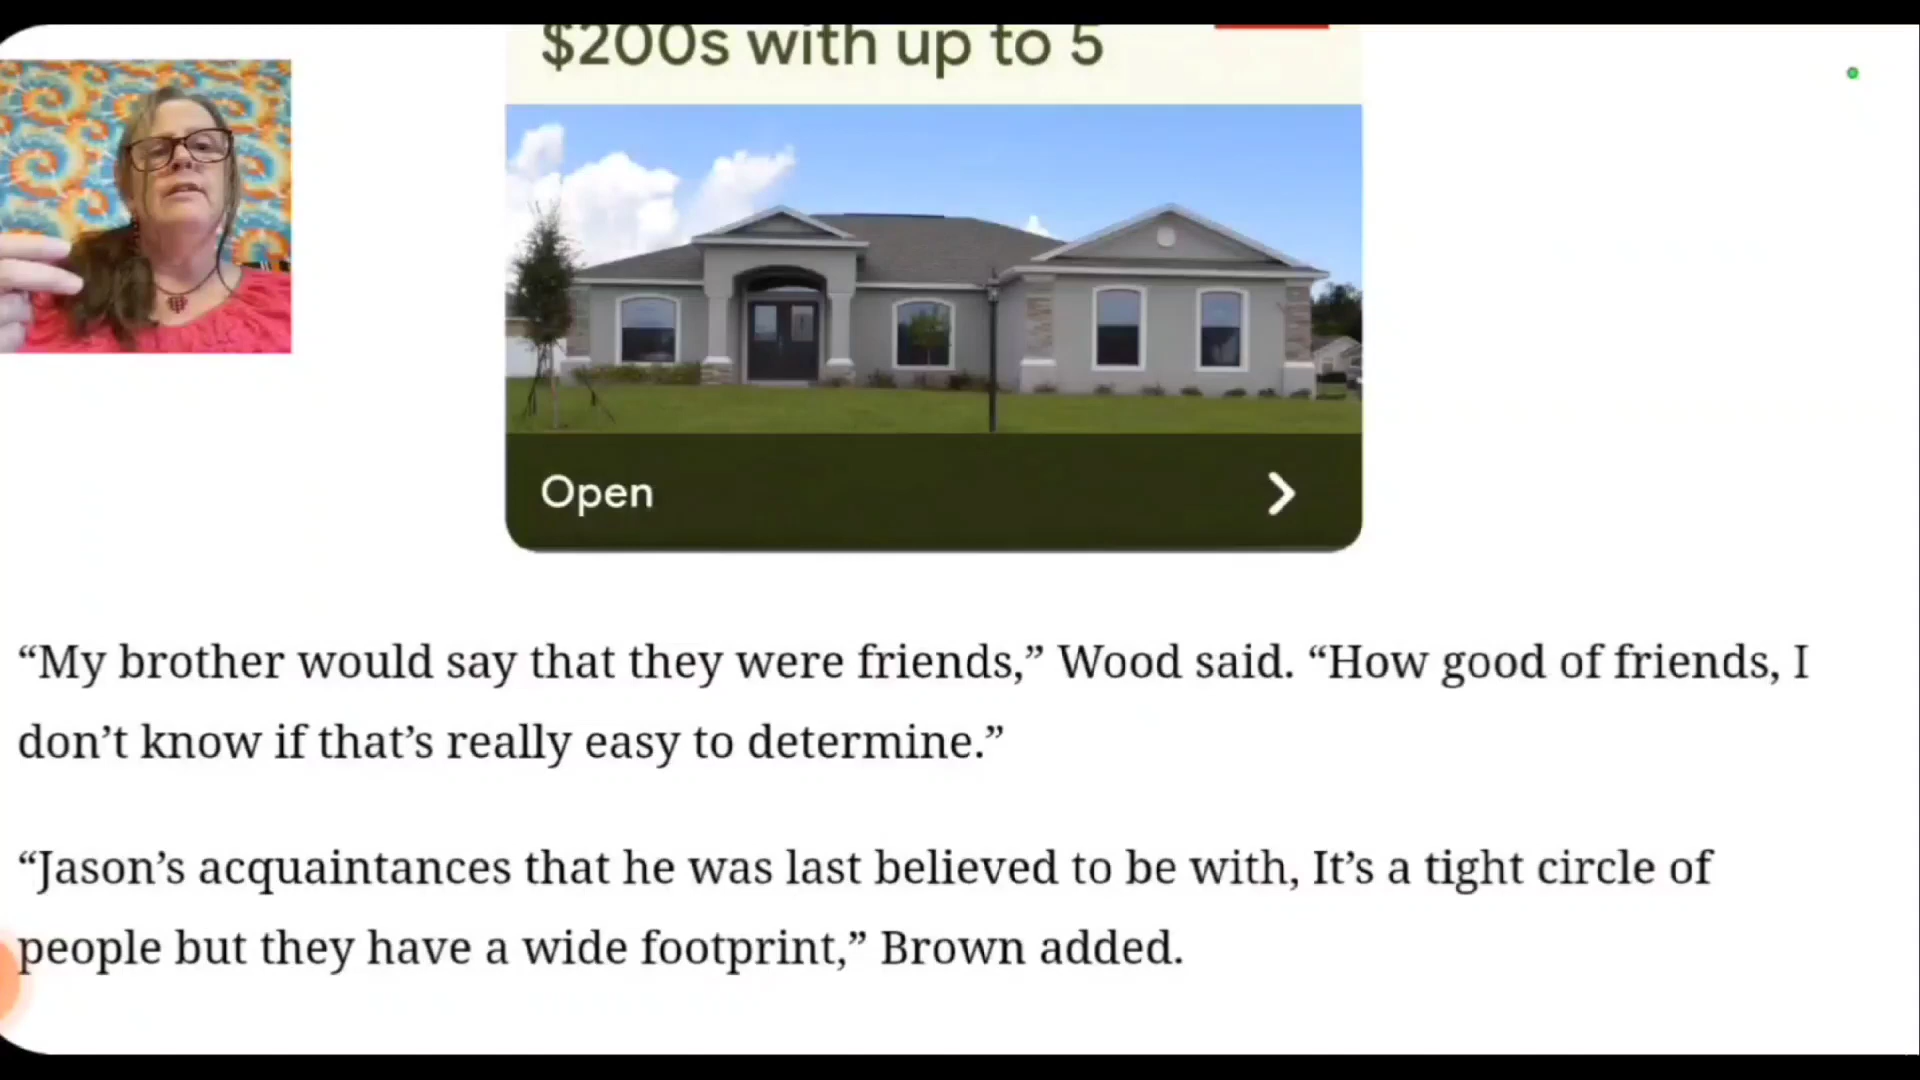 $200s with up to 5
Open
“My brother would say that they were friends,” Wood said. “How good of friends, I
don’t know if that’s really easy to determine.”
“Jason’s acquaintances that he was last believed to be with, It’s a tight circle of
people but they have a wide footprint,” Brown added.